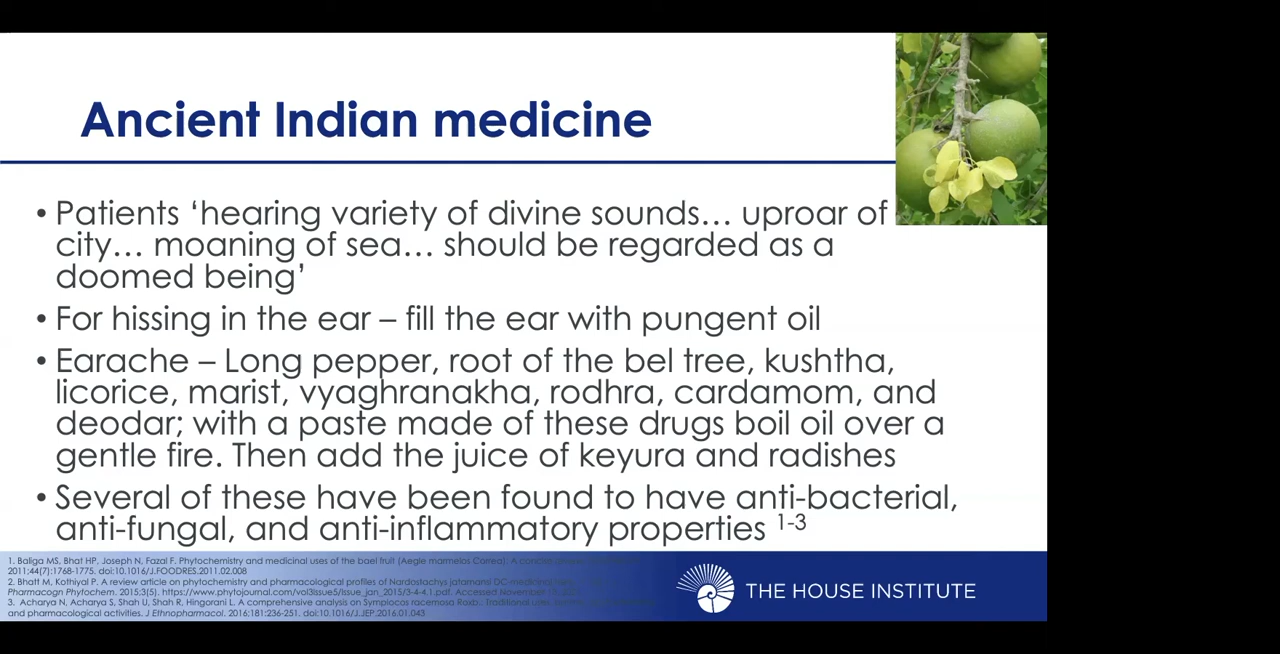 Ancient Indian medicine
• Patients ‘hearing variety of divine sounds… uproar of
city… moaning of sea… should be regarded as a
doomed being’
• For hissing in the ear – fill the ear with pungent oil
• Earache – Long pepper, root of the bel tree, kushtha,
licorice, marist, vyaghranakha, rodhra, cardamom, and
deodar; with a paste made of these drugs boil oil over a
gentle fire. Then add the juice of keyura and radishes
• Several of these have been found to have anti-bacterial,
anti-fungal, and anti-inflammatory properties 1-3
1. Baliga MS, Bhat HP, Joseph N, Fazal F. Phytochemistry and medicinal uses of the bael fruit (Aegle marmelos Correa): A concise
2011;44(7):1768-1775. doi:10.1016/J.FOODRES.2011.02.008
2. Bhatt M, Kothiyal P. A review article on phytochemistry and pharmacological profiles of Nardostachys jatamansi DC-medicinal
Pharmacogn Phytochem. 2015;3(5). https://www.phytojournal.com/vol3Issue5/Issue_jan_2015/3-4-4.1.pdf. Accessed November
3. Acharya N, Acharya S, Shah U, Shah R, Hingorani L. A comprehensive analysis on Symplocos racemosa Roxb.: Traditional uses
and pharmacological activities. J Ethnopharmacol. 2016;181:236-251. doi:10.1016/J.JEP.2016.01.043
THE HOUSE INSTITUTE